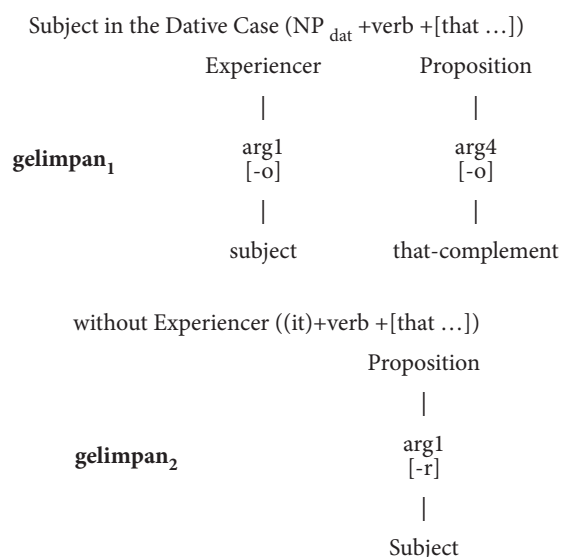 Subject in the Dative Case (NP dat +verb +[that …])
Experiencer Proposition
| |
gelimpan1 arg1 arg4
[-o] [-o]
| |
subject that-complement
without Experiencer ((it)+verb +[that …])
Proposition
|
gelimpan2 arg1
[-r]
|
Subject